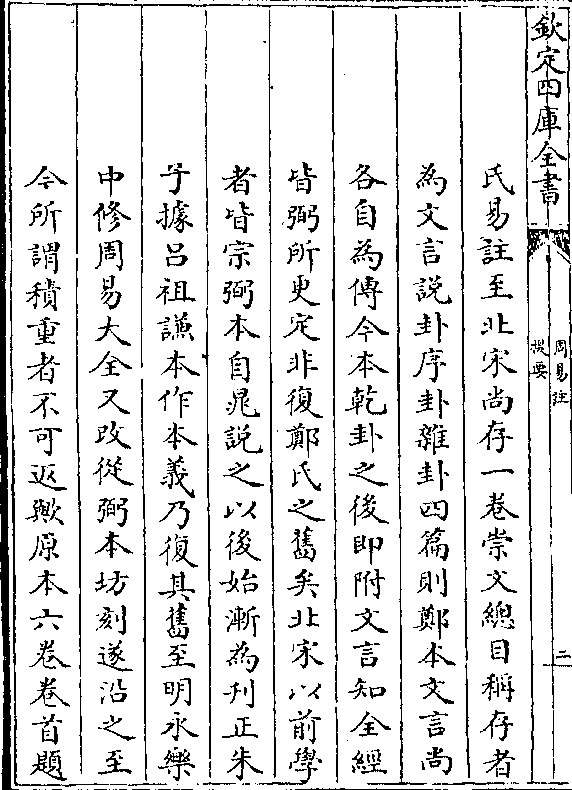 欽定四庫全書
周易註
提要
二
氏易註至北宋尚存一卷崇文總目稱存者
為文言說卦序卦雜卦四篇則鄭本文言尚
各自為傳今本乾卦之後即附文言知全經
皆弼所更定非復鄭氏之舊矣北宋以前學
者皆宗弼本自晁說之以後始漸為刋正朱
子據呂祖謙本作本義乃復其舊至明永樂
中修周易大全又改從弼本坊刻遂沿之至
今所謂積重者不可返歟原本六卷卷首題